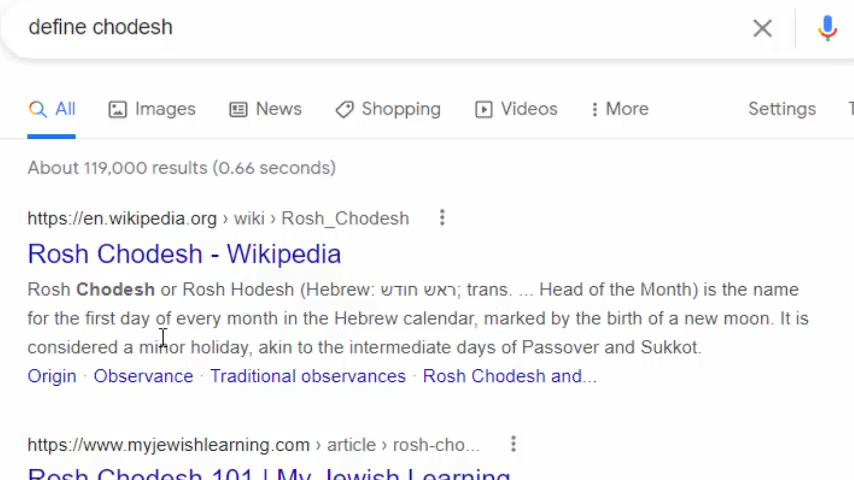 define chodesh
All Images News Shopping Videos More Settings
About 119,000 results (0.66 seconds)
https://en.wikipedia.org › wiki › Rosh_Chodesh
Rosh Chodesh - Wikipedia
Rosh Chodesh or Rosh Hodesh (Hebrew: ראש חודש; trans. ... Head of the Month) is the name
for the first day of every month in the Hebrew calendar, marked by the birth of a new moon. It is
considered a minor holiday, akin to the intermediate days of Passover and Sukkot.
Origin · Observance · Traditional observances · Rosh Chodesh and...
https://www.myjewishlearning.com › article › rosh-cho...
Rosh Chodesh 101 | My Jewish Learning